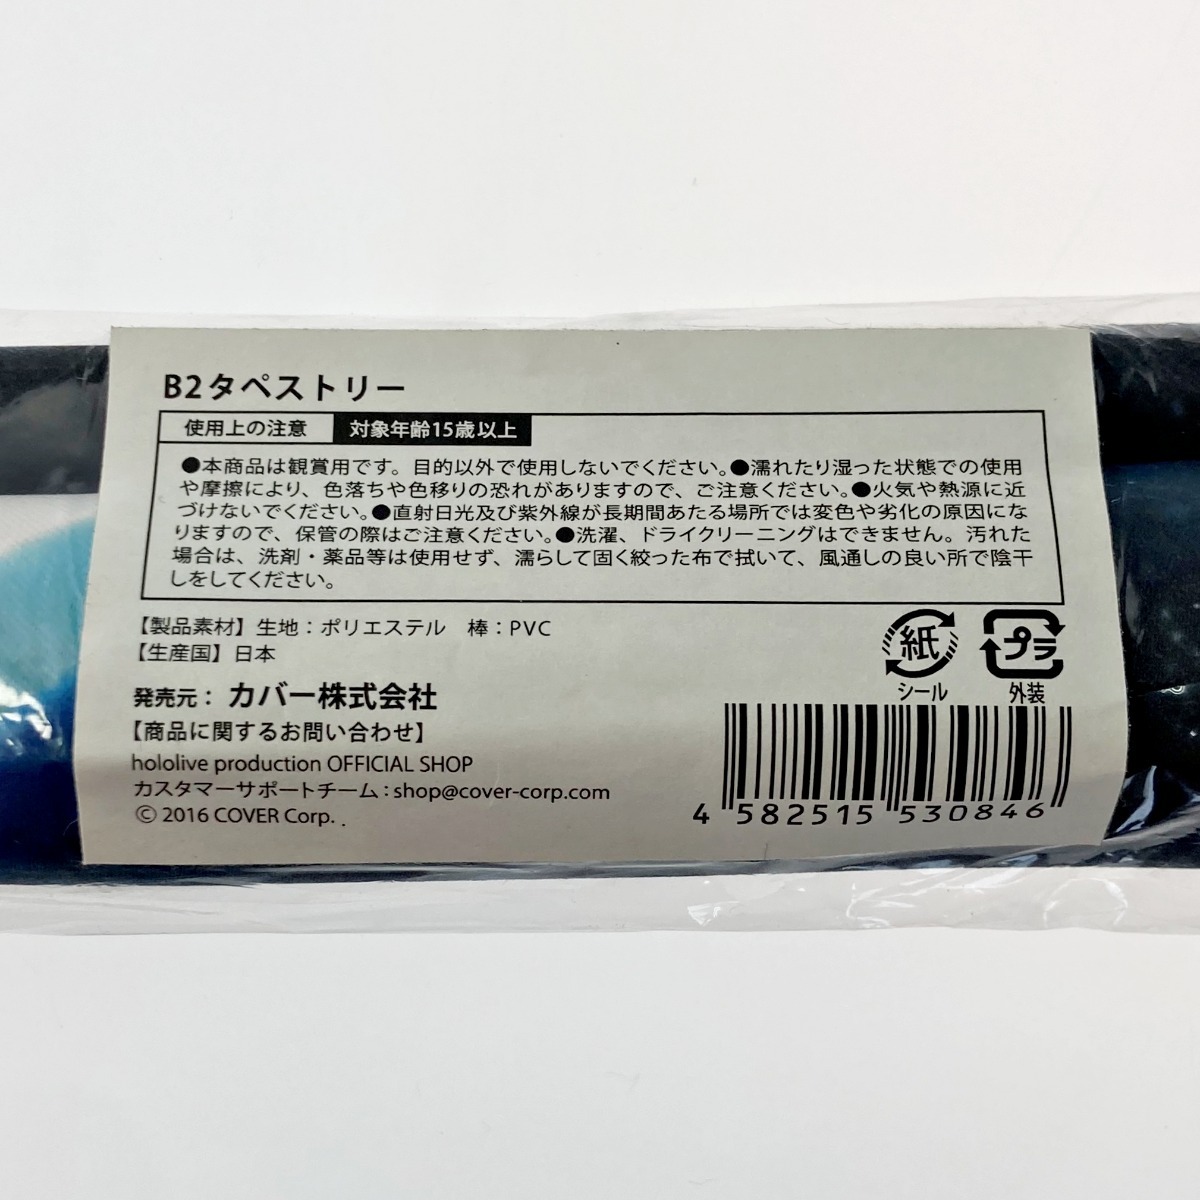 B2タペストリー
使用上の注意 対象年齢15歳以上
●本商品は観賞用です。目的以外で使用しないでください。●濡れたり湿った状態での使用
や摩擦により、色落ちや色移りの恐れがありますので、ご注意ください。●火気や熱源に近
づけないでください。●直射日光及び紫外線が長期間あたる場所では変色や劣化の原因にな
りますので、保管の際はご注意ください。●洗濯、ドライクリーニングはできません。汚れた
場合は、洗剤・薬品等は使用せず、濡らして固く絞った布で拭いて、風通しの良い所で陰干
しをしてください。
【製品素材】生地：ポリエステル 棒：PVC
【生産国】日本
発売元：カバー株式会社
【商品に関するお問い合わせ】
hololive production OFFICIAL SHOP
カスタマーサポートチーム：shop@cover-corp.com
© 2016 COVER Corp.
紙
シール
プラ
外装
4 582515 530846